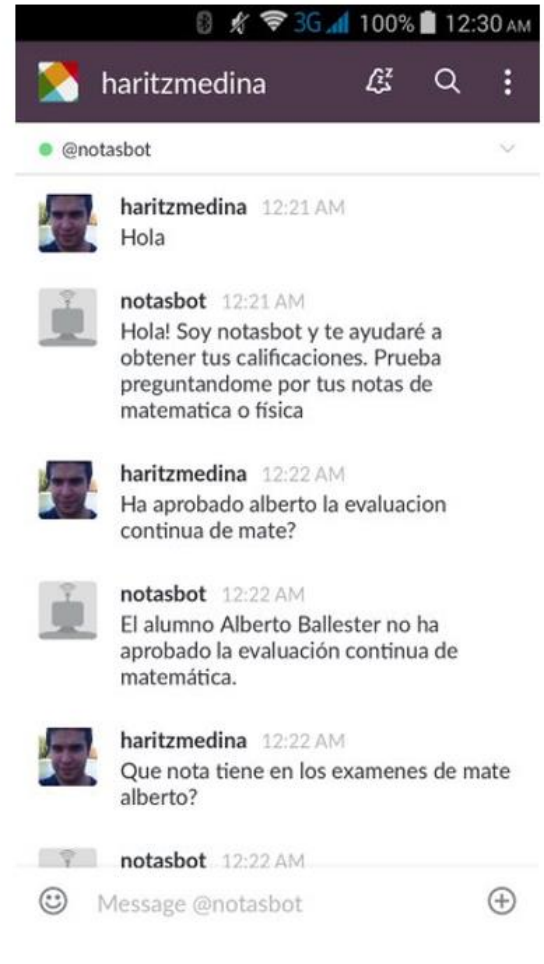 3G 100% 12:30 AM
haritzmedina
@notasbot
haritzmedina 12:21 AM
Hola
notasbot 12:21 AM
Hola! Soy notasbot y te ayudaré a
obtener tus calificaciones. Prueba
preguntandome por tus notas de
matematica o física
haritzmedina 12:22 AM
Ha aprobado alberto la evaluacion
continua de mate?
notasbot 12:22 AM
El alumno Alberto Ballester no ha
aprobado la evaluación continua de
matemática.
haritzmedina 12:22 AM
Que nota tiene en los examenes de mate
alberto?
notasbot 12:22 AM
Message @notasbot